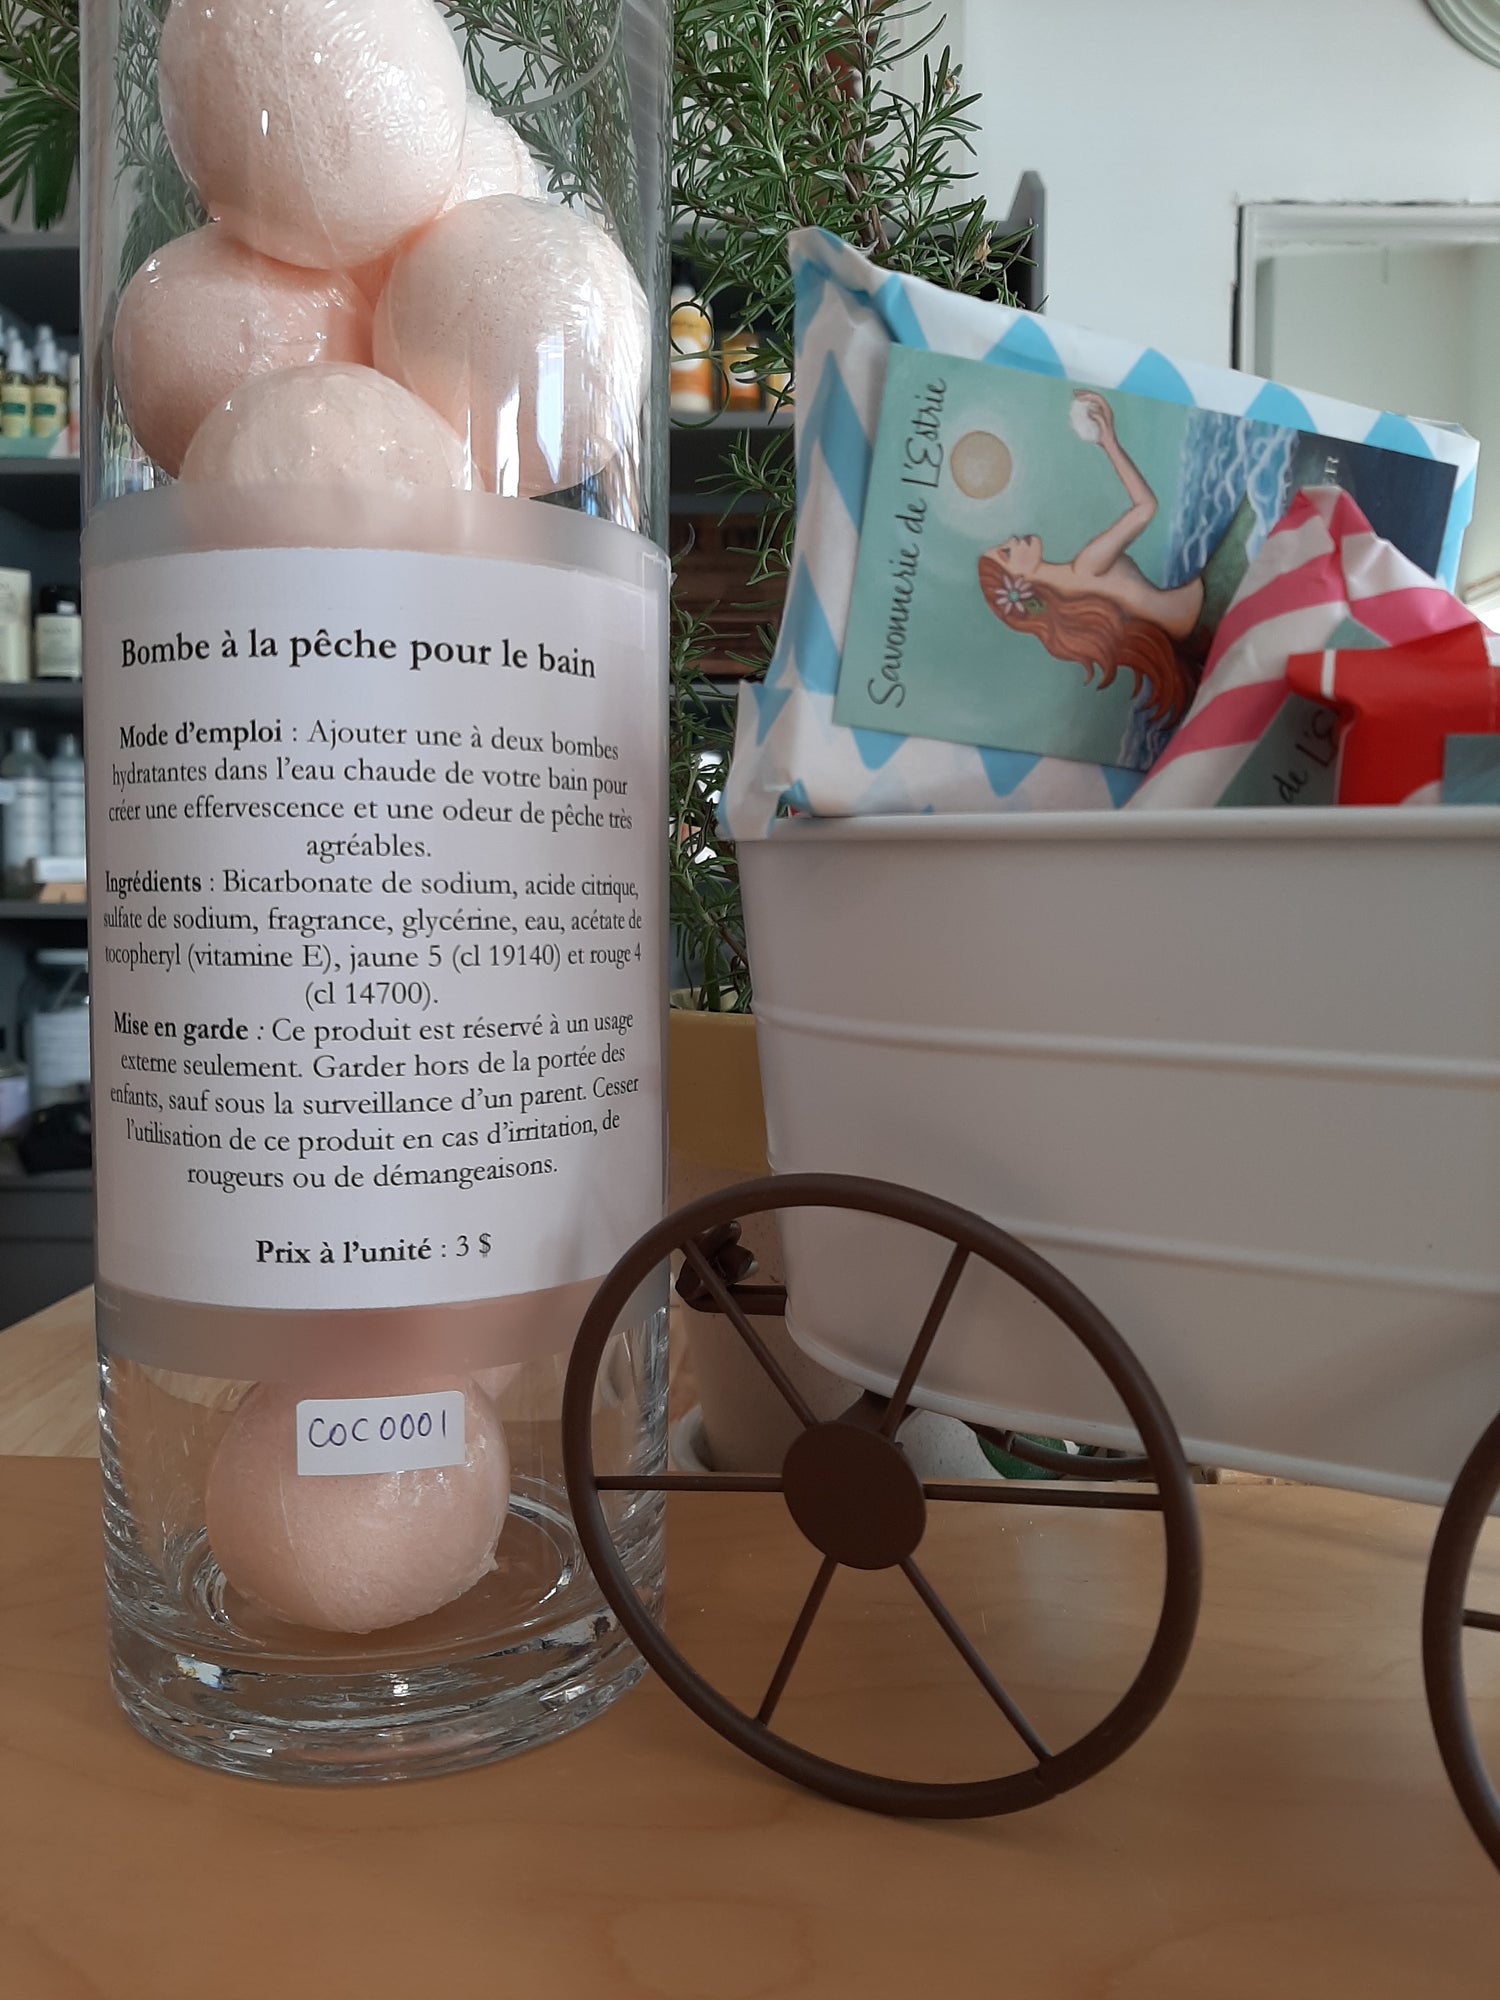 Bombe à la pêche pour le bain
Mode d'emploi : Ajouter une à deux bombes
hydratantes dans l'eau chaude de votre bain pour
créer une effervescence et une odeur de pêche très
agréables.
Ingrédients : Bicarbonate de sodium, acide citrique,
sulfate de sodium, fragrance, glycérine, eau, acétate de
tocopheryl (vitamine E), jaune 5 (cl 19140) et rouge 4
(cl 14700).
Mise en garde : Ce produit est réservé à un usage
externe seulement. Garder hors de la portée des
enfants, sauf sous la surveillance d'un parent. Cesser
l'utilisation de ce produit en cas d'irritation, de
rougeurs ou de démangeaisons.
Prix à l'unité : 3 $
COC0001
Savonnerie de L'Estrie
de L'E